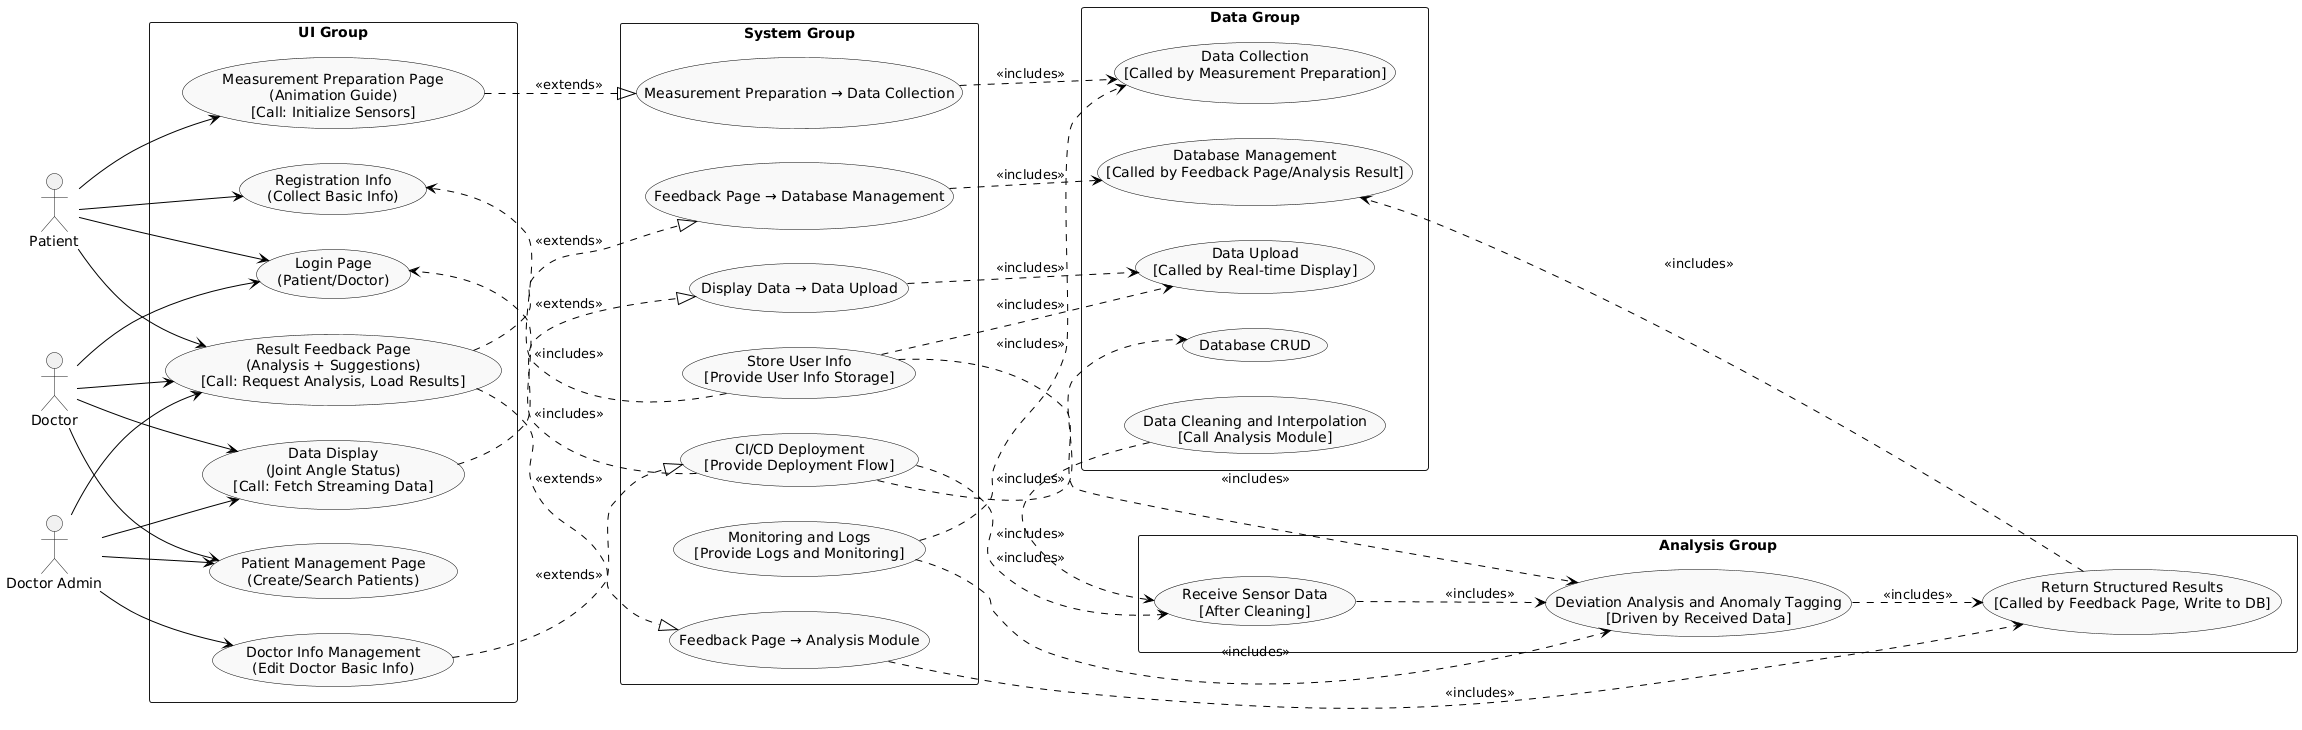 UI Group
Measurement Preparation Page
(Animation Guide)
[Call: Initialize Sensors]
Registration Info
(Collect Basic Info)
Login Page
(Patient/Doctor)
Result Feedback Page
(Analysis + Suggestions)
[Call: Request Analysis, Load Results]
Data Display
(Joint Angle Status)
[Call: Fetch Streaming Data]
Patient Management Page
(Create/Search Patients)
Doctor Info Management
(Edit Doctor Basic Info)
Patient
Doctor
Doctor Admin
«extends»
«extends»
«extends»
«includes»
«includes»
«extends»
«extends»
System Group
Measurement Preparation → Data Collection
Feedback Page → Database Management
Display Data → Data Upload
Store User Info
[Provide User Info Storage]
CI/CD Deployment
[Provide Deployment Flow]
Monitoring and Logs
[Provide Logs and Monitoring]
Feedback Page → Analysis Module
«includes»
«includes»
«includes»
«includes»
«includes»
«includes»
«includes»
«includes»
Data Group
Data Collection
[Called by Measurement Preparation]
Database Management
[Called by Feedback Page/Analysis Result]
Data Upload
[Called by Real-time Display]
Database CRUD
Data Cleaning and Interpolation
[Call Analysis Module]
«includes»
«includes»
Analysis Group
Receive Sensor Data
[After Cleaning]
«includes»
Deviation Analysis and Anomaly Tagging
[Driven by Received Data]
«includes»
Return Structured Results
[Called by Feedback Page, Write to DB]
«includes»
«includes»